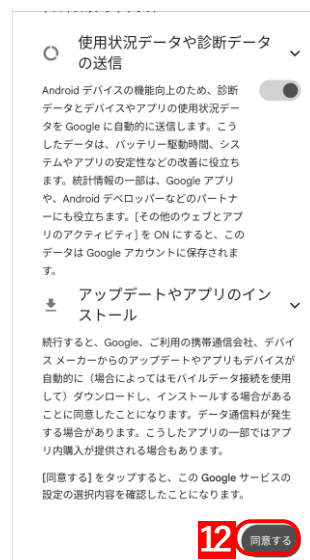 使用状況データや診断データ
の送信
Android デバイスの機能向上のため、診断
データとデバイスやアプリの使用状況デー
タを Google に自動的に送信します。こう
したデータは、バッテリー駆動時間、シス
テムやアプリの安定性などの改善に役立ち
ます。統計情報の一部は、Google アプリ
や、Android デベロッパーなどのパートナ
ーにも役立ちます。[その他のウェブとアプ
リのアクティビティ] を ON にすると、この
データは Google アカウントに保存されま
す。
アップデートやアプリのイン
ストール
続行すると、Google、ご利用の携帯通信会社、デバイ
ス メーカーからのアップデートやアプリもデバイスが
自動的に（場合によってはモバイルデータ接続を使用
して）ダウンロードし、インストールする場合がある
ことに同意したことになります。データ通信料が発生
する場合があります。こうしたアプリの一部ではアプ
リ内購入が提供される場合もあります。
[同意する] をタップすると、この Google サービスの
設定の選択内容を確認したことになります。
12 同意する